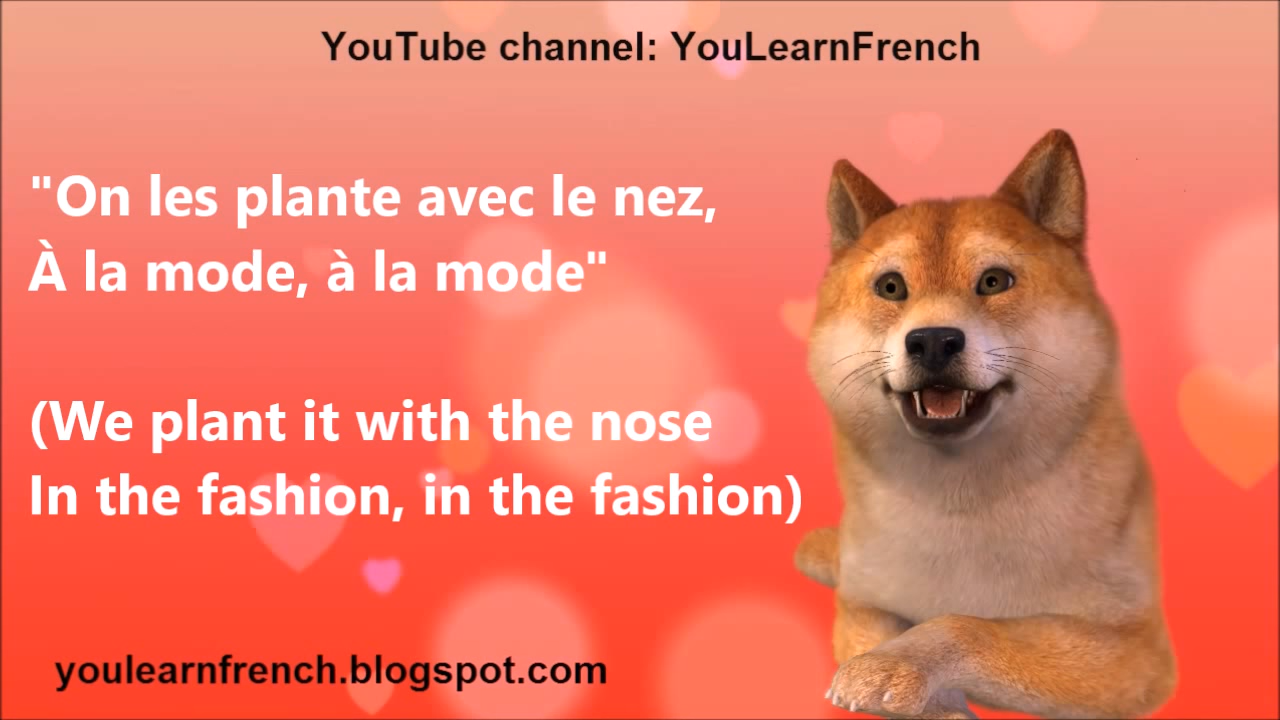 YouTube channel: YouLearnFrench
"On les plante avec le nez,
À la mode, à la mode"
(We plant it with the nose
In the fashion, in the fashion)
youlearnfrench.blogspot.com